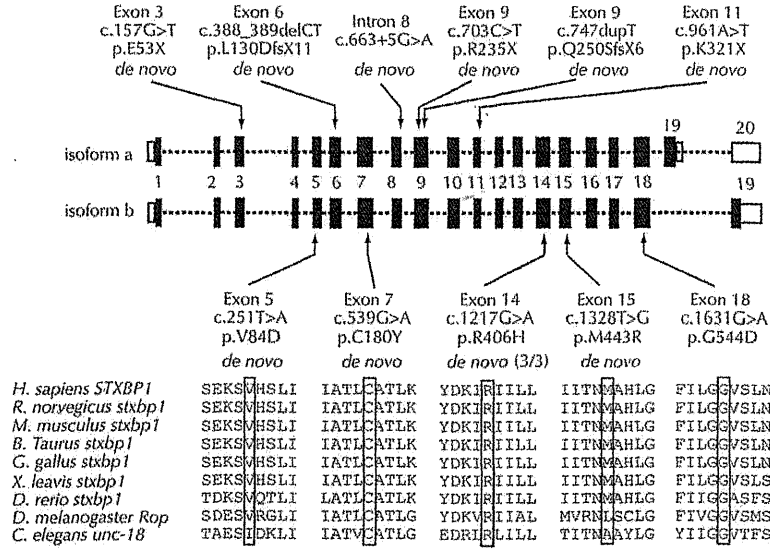 Exon 3 Exon 6 Intron 8 Exon 9 Exon 9 Exon 11
c.157G>T c.388_389delCT c.663+5G>A c.703C>T c.747dupT c.961A>T
p.E53X p.L130DfsX11 p.R235X p.Q250SfsX6 p.K321X
de novo de novo de novo de novo de novo de novo
19 20
isoform a
1 2 3 4 5 6 7 8 9 10 11 12 13 14 15 16 17 18 19
isoform b
Exon 5 Exon 7 Exon 14 Exon 15 Exon 18
c.251T>A c.539G>A c.1217G>A c.1328T>G c.1631G>A
p.V84D p.C180Y p.R406H p.M443R p.G544D
de novo de novo de novo (3/3) de novo
H. sapiens STXBP1 SEKSVHSLI IATLCATLK YDKIRIILL IITNMAHLG FILGGVSLN
R. norvegicus stxbp1 SEKSVHSLI IATLCATLK YDKIRIILL IITNMAHLG FILGGVSLN
M. musculus stxbp1 SEKSVHSLI IATLCATLK YDKIRIILL IITNMAHLG FILGGVSLN
B. Taurus stxbp1 SEKSVHSLI IATLCATLK YDKIRIILL IITNMAHLG FILGGVSLN
G. gallus stxbp1 SEKSVHSLI IATLCATLK YDKIRIILL IITNMAHLG FILGGVSLN
X. leavis stxbp1 SEKSVHSLI IATLCATLK YDKIRIILL IITNMAHLG FILGGVSLN
D. rerio stxbp1 TDKSVQTLI LATLCATLK YDKIRIILL IITNMAHLG FIIGGASFS
D. melanogaster Rop SDESVRGLI IATLCATLG YDKVRIIAL MVRNLSCLG FIVGGVSMS
C. elegans unc-18 TAESIDKLI IATVCATLG EDRIRLILL TITNAAYLG YIIGGVTFS